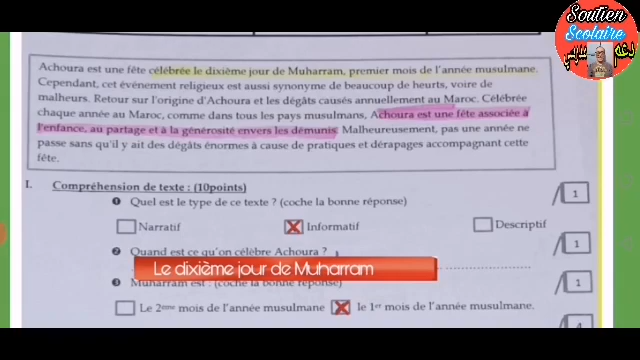 Soutien
Scolaire
Achoura est une fête célébrée le dixième jour de Muharram, premier mois de l'année musulmane.
Cependant, cet événement religieux est aussi synonyme de beaucoup de heurts, voire de
malheurs. Retour sur l'origine d'Achoura et les dégâts causés annuellement au Maroc. Célébrée
chaque année au Maroc, comme dans tous les pays musulmans, Achoura est une fête associée à
l'enfance, au partage et à la générosité envers les démunis. Malheureusement, pas une année ne
passe sans qu'il y ait des dégâts énormes à cause de pratiques et dérapages accompagnant cette
fête.
I. Compréhension de texte : (10points)
❶ Quel est le type de ce texte ? (coche la bonne réponse)
/ 1
Narratif X Informatif Descriptif
❷ Quand est ce qu'on célèbre Achoura ?
/ 1
Le dixième jour de Muharram
❸ Muharram est : (coche la bonne réponse)
/ 1
Le 2ème mois de l'année musulmane X le 1er mois de l'année musulmane.